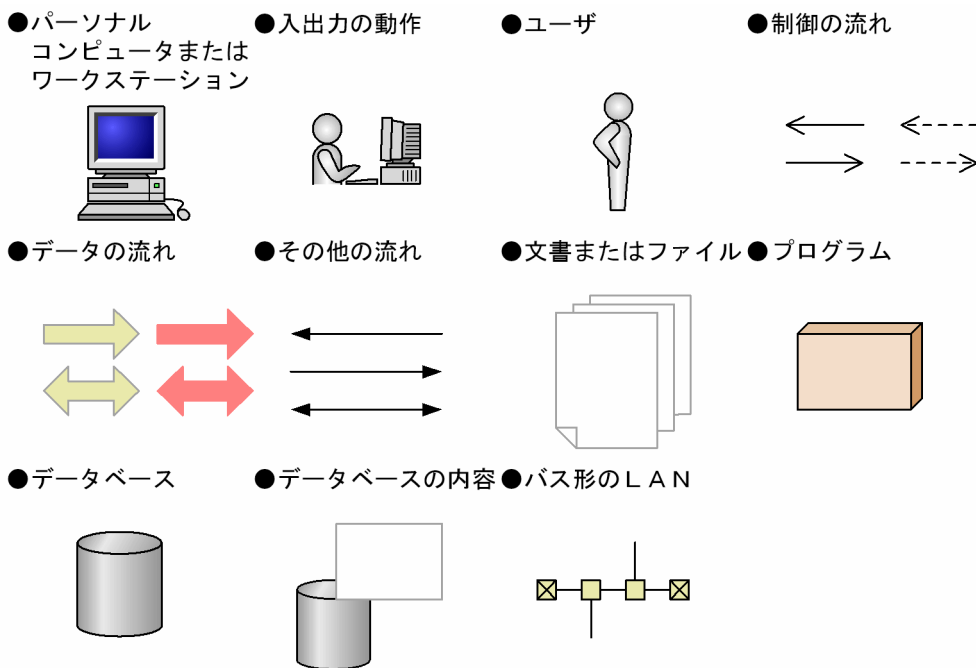 ●パーソナル
コンピュータまたは
ワークステーション
●入出力の動作
●ユーザ
●制御の流れ
●データの流れ
●その他の流れ
●文書またはファイル
●プログラム
●データベース
●データベースの内容
●バス形のＬＡＮ